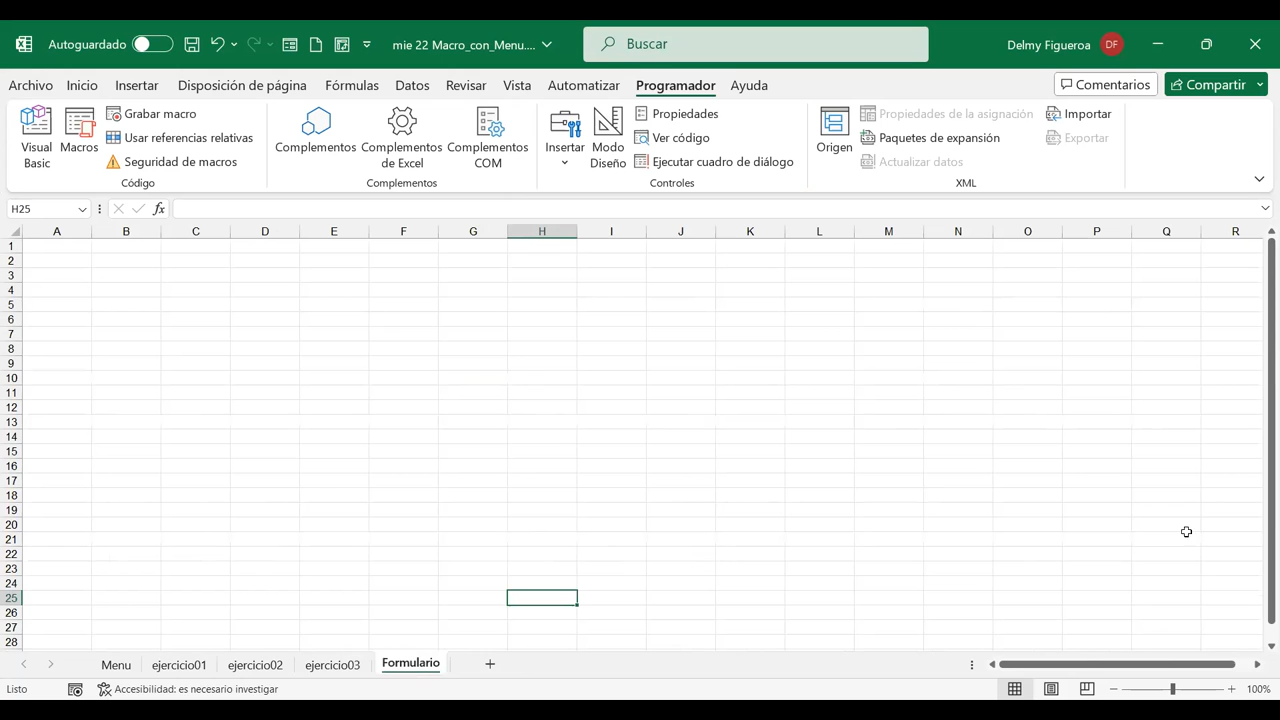 Autoguardado mie 22 Macro_con_Menu.... Buscar Delmy Figueroa DF
Archivo Inicio Insertar Disposición de página Fórmulas Datos Revisar Vista Automatizar Programador Ayuda Comentarios Compartir
Visual Basic
Macros
Grabar macro
Usar referencias relativas
Seguridad de macros
Código
Complementos
Complementos de Excel
Complementos COM
Complementos
Insertar
Modo Diseño
Propiedades
Ver código
Ejecutar cuadro de diálogo
Controles
Origen
Propiedades de la asignación
Paquetes de expansión
Actualizar datos
Importar
Exportar
XML
H25 fx
A B C D E F G H I J K L M N O P Q R
1
2
3
4
5
6
7
8
9
10
11
12
13
14
15
16
17
18
19
20
21
22
23
24
25
26
27
28
Menu ejercicio01 ejercicio02 ejercicio03 Formulario
Listo Accesibilidad: es necesario investigar 100%